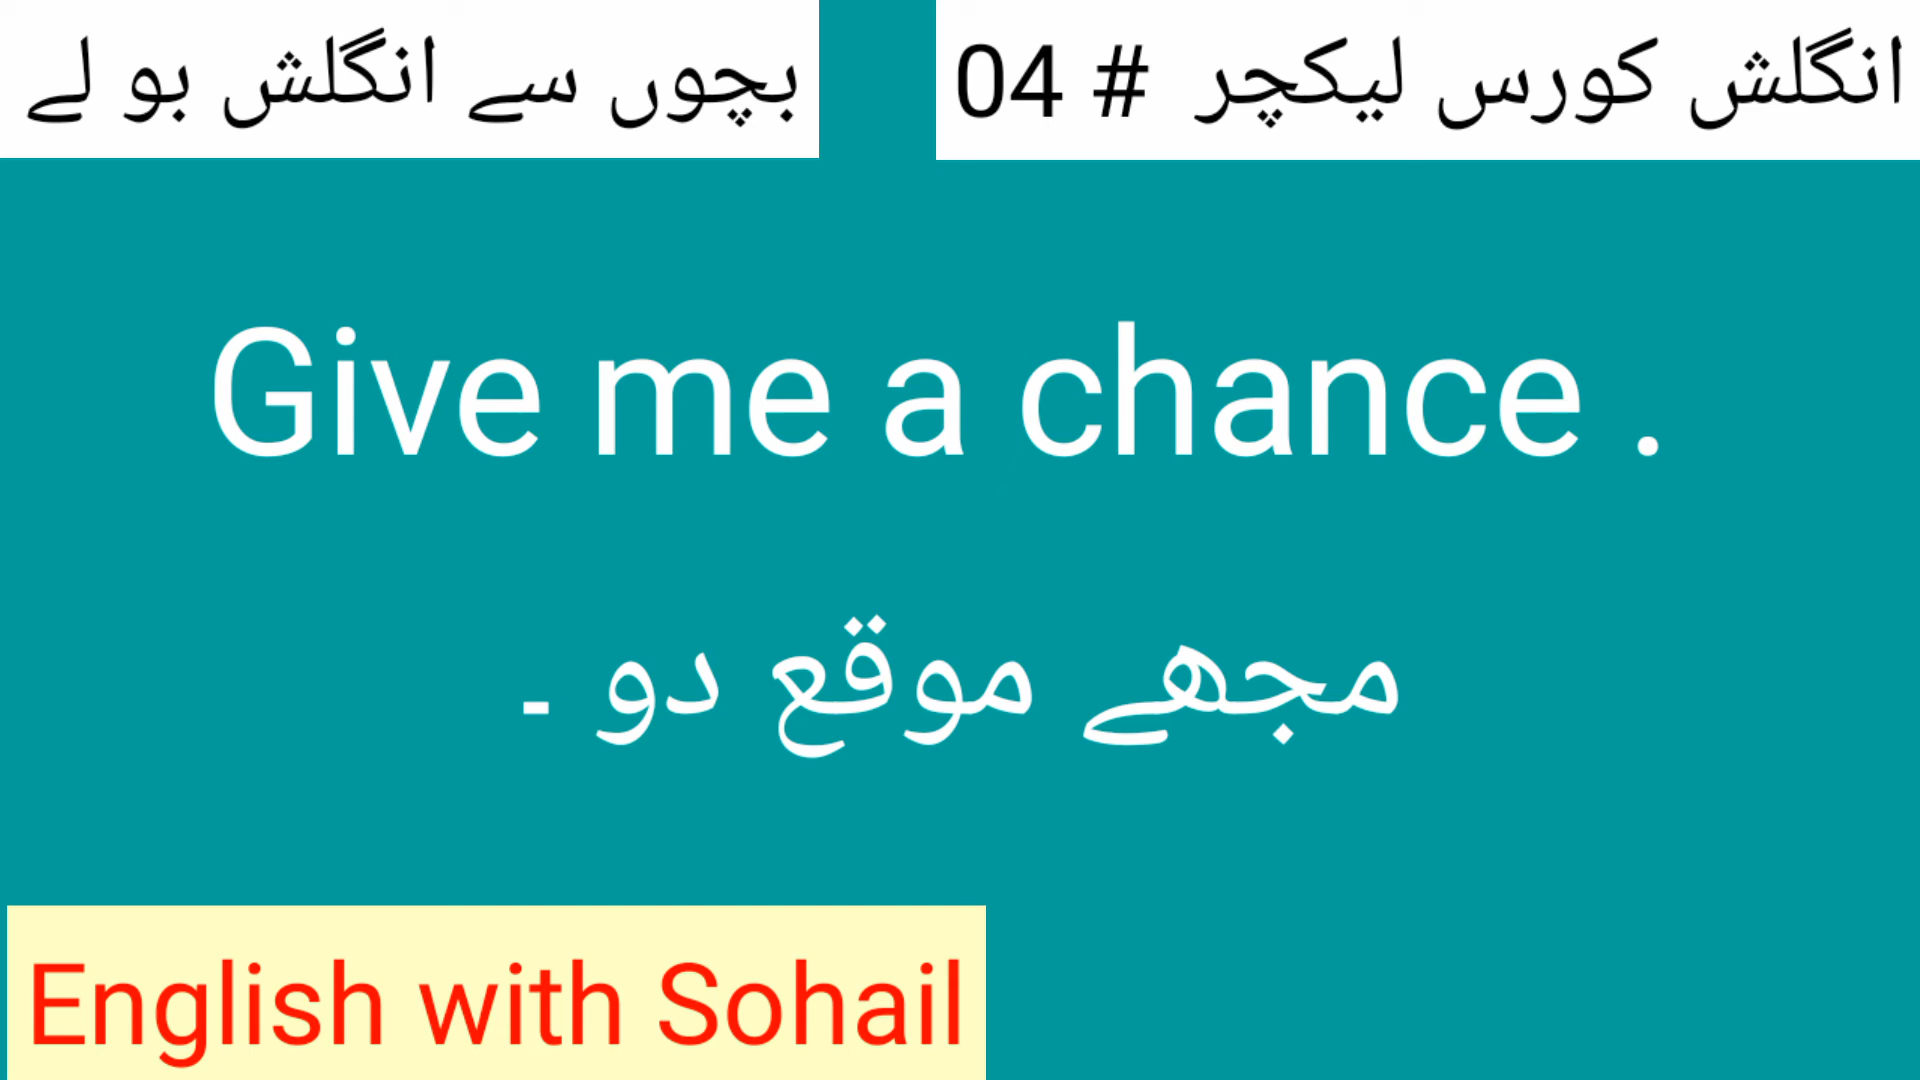 انگلش کورس لیکچر # 04
بچوں سے انگلش بو لے
Give me a chance .
مجھے موقع دو ۔
English with Sohail